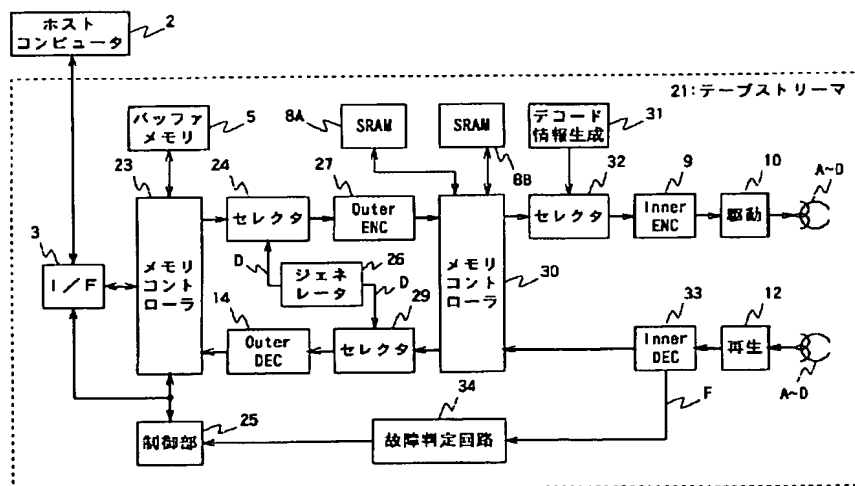 ホスト
コンピュータ
2
21:テープストリーマ
バッファ
メモリ
5
8A
SRAM
SRAM
8B
デコード
情報生成
31
23
24
27
32
9
10
A~D
セレクタ
Outer
ENC
セレクタ
Inner
ENC
駆動
3
I/F
メモリ
コント
ローラ
D
ジェネ
レータ
26
D
メモリ
コント
ローラ
30
14
29
33
12
Outer
DEC
セレクタ
Inner
DEC
再生
A~D
25
制御部
34
故障判定回路
F